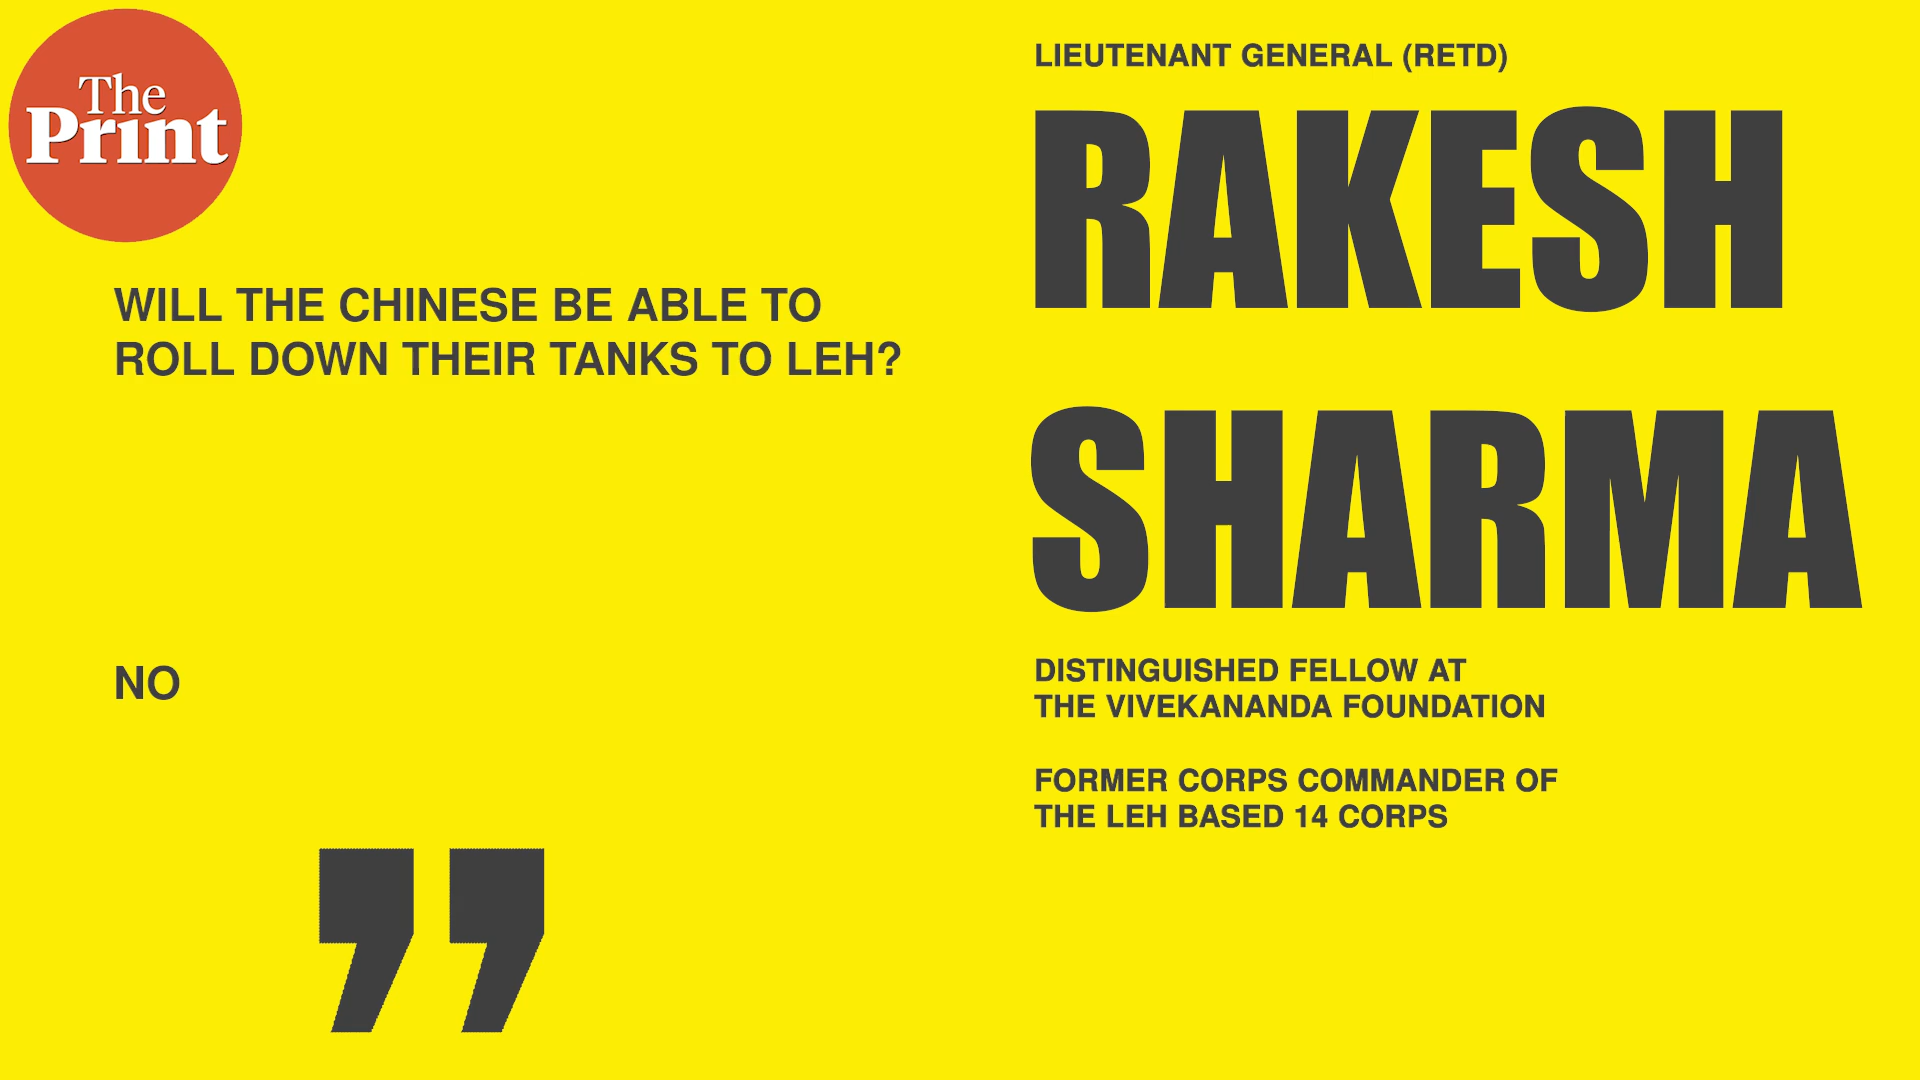 The
Print
WILL THE CHINESE BE ABLE TO
ROLL DOWN THEIR TANKS TO LEH?
NO
”
LIEUTENANT GENERAL (RETD)
RAKESH
SHARMA
DISTINGUISHED FELLOW AT
THE VIVEKANANDA FOUNDATION
FORMER CORPS COMMANDER OF
THE LEH BASED 14 CORPS